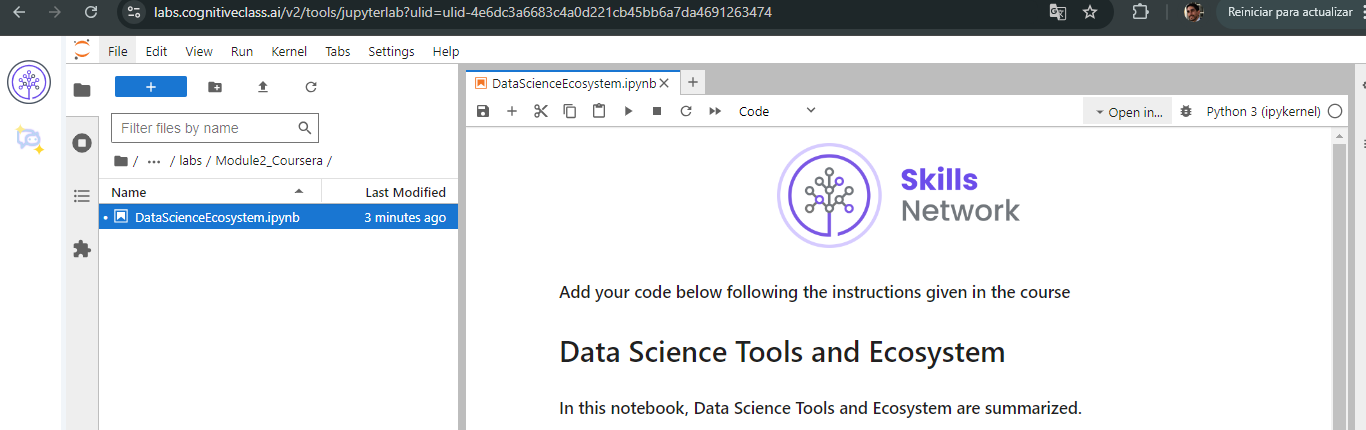 labs.cognitiveclass.ai/v2/tools/jupyterlab?ulid=ulid-4e6dc3a6683c4a0d221cb45bb6a7da4691263474
Reiniciar para actualizar
File Edit View Run Kernel Tabs Settings Help
DataScienceEcosystem.ipynb
Code
Open in...
Python 3 (ipykernel)
Filter files by name
/ ... / labs / Module2_Coursera /
Name Last Modified
DataScienceEcosystem.ipynb 3 minutes ago
Skills
Network
Add your code below following the instructions given in the course
Data Science Tools and Ecosystem
In this notebook, Data Science Tools and Ecosystem are summarized.